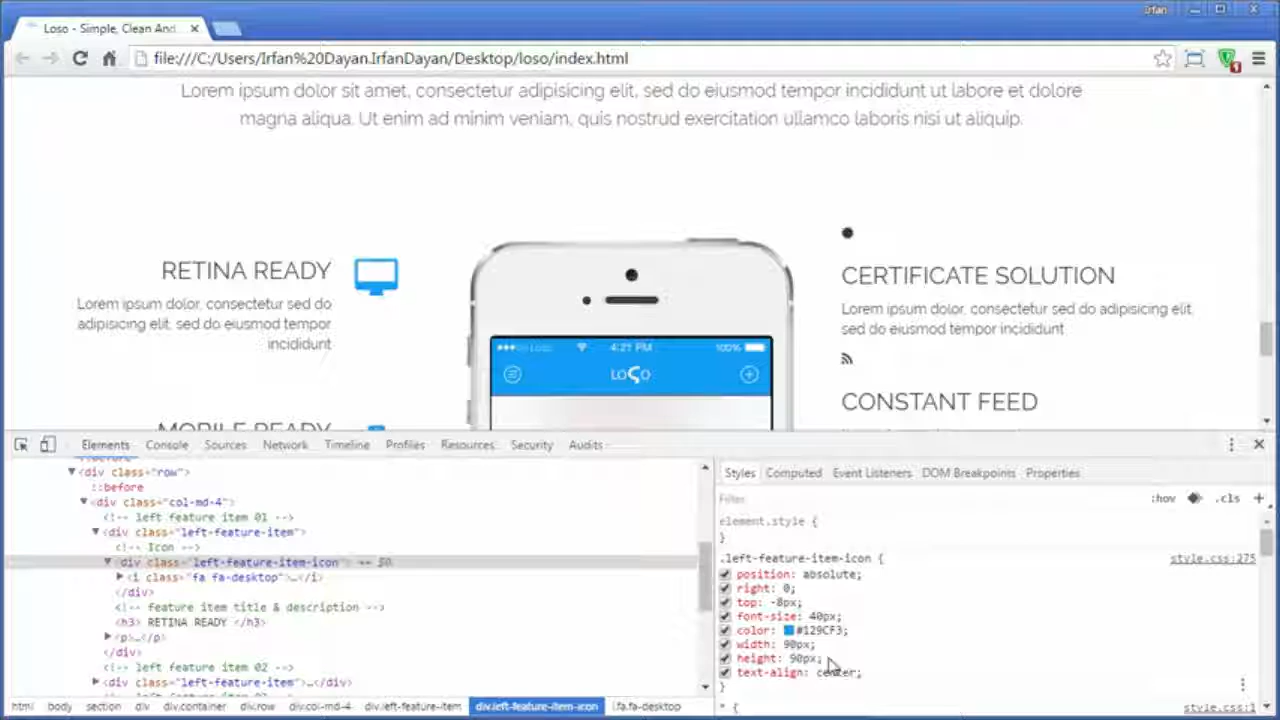 Irfan
Loso - Simple, Clean And
file:///C:/Users/Irfan%20Dayan.IrfanDayan/Desktop/loso/index.html
Lorem ipsum dolor sit amet, consectetur adipisicing elit, sed do eiusmod tempor incididunt ut labore et dolore
magna aliqua. Ut enim ad minim veniam, quis nostrud exercitation ullamco laboris nisi ut aliquip.
RETINA READY
Lorem ipsum dolor, consectetur sed do
adipisicing elit, sed do eiusmod tempor
incididunt
MOBILE READY
Loso 4:21 PM 100%
LOSO
CERTIFICATE SOLUTION
Lorem ipsum dolor, consectetur adipisicing elit,
sed do eiusmod tempor incididunt
CONSTANT FEED
Elements Console Sources Network Timeline Profiles Resources Security Audits
::before
▼<div class="row">
::before
▼<div class="col-md-4">
<!-- left feature item 01 -->
▼<div class="left-feature-item">
<!-- Icon -->
▼<div class="left-feature-item-icon"> == $0
▶<i class="fa fa-desktop">…</i>
</div>
<!-- feature item title & description -->
<h3> RETINA READY </h3>
▶<p>…</p>
</div>
<!-- left feature item 02 -->
▶<div class="left-feature-item">…</div>
html body section div div.container div.row div.col-md-4 div.left-feature-item div.left-feature-item-icon i.fa.fa-desktop
Styles Computed Event Listeners DOM Breakpoints Properties
Filter :hov .cls +
element.style {
}
.left-feature-item-icon { style.css:275
position: absolute;
right: 0;
top: -8px;
font-size: 40px;
color: #129CF3;
width: 90px;
height: 90px;
text-align: center;
}
* { style.css:1